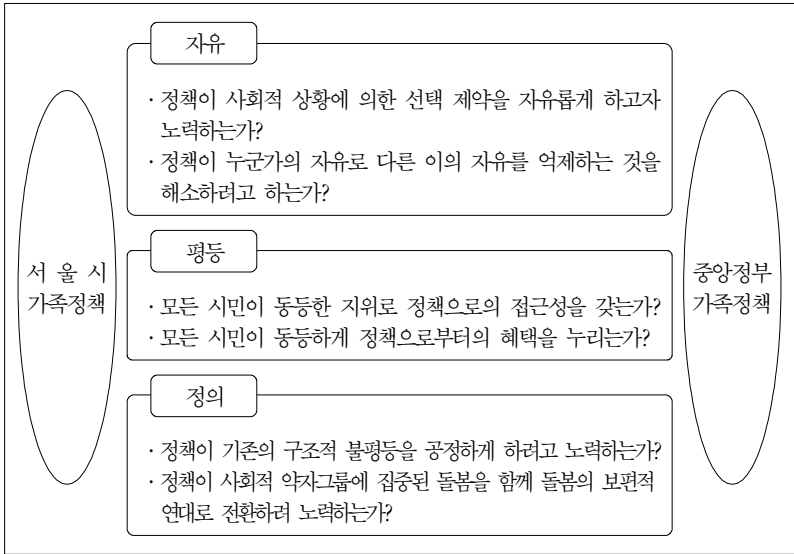 자유
· 정책이 사회적 상황에 의한 선택 제약을 자유롭게 하고자
노력하는가?
· 정책이 누군가의 자유로 다른 이의 자유를 억제하는 것을
해소하려고 하는가?
서 울 시
가족정책
평등
· 모든 시민이 동등한 지위로 정책으로의 접근성을 갖는가?
· 모든 시민이 동등하게 정책으로부터의 혜택을 누리는가?
중앙정부
가족정책
정의
· 정책이 기존의 구조적 불평등을 공정하게 하려고 노력하는가?
· 정책이 사회적 약자그룹에 집중된 돌봄을 함께 돌봄의 보편적
연대로 전환하려 노력하는가?